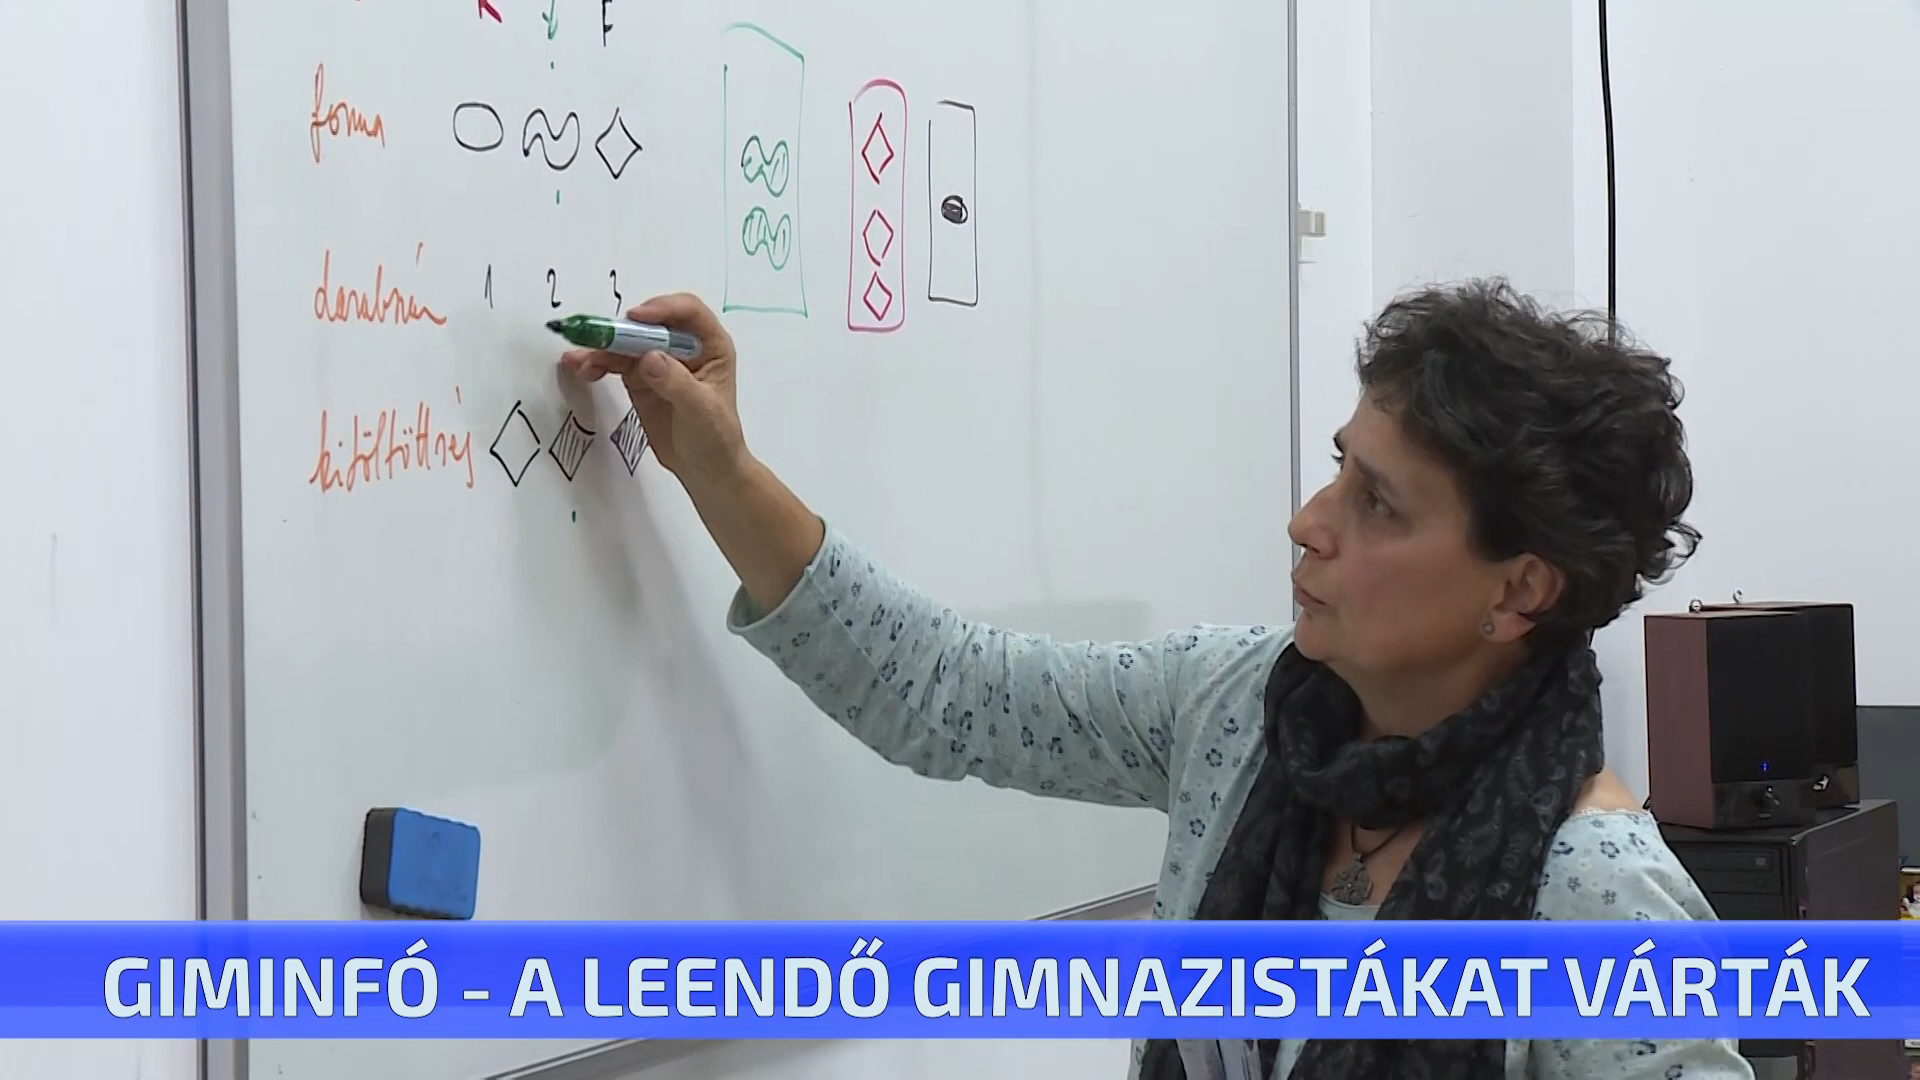 K Z F
forma
darabszám 1 2 3
kitöltöttség
GIMINFÓ - A LEENDŐ GIMNAZISTÁKAT VÁRTÁK